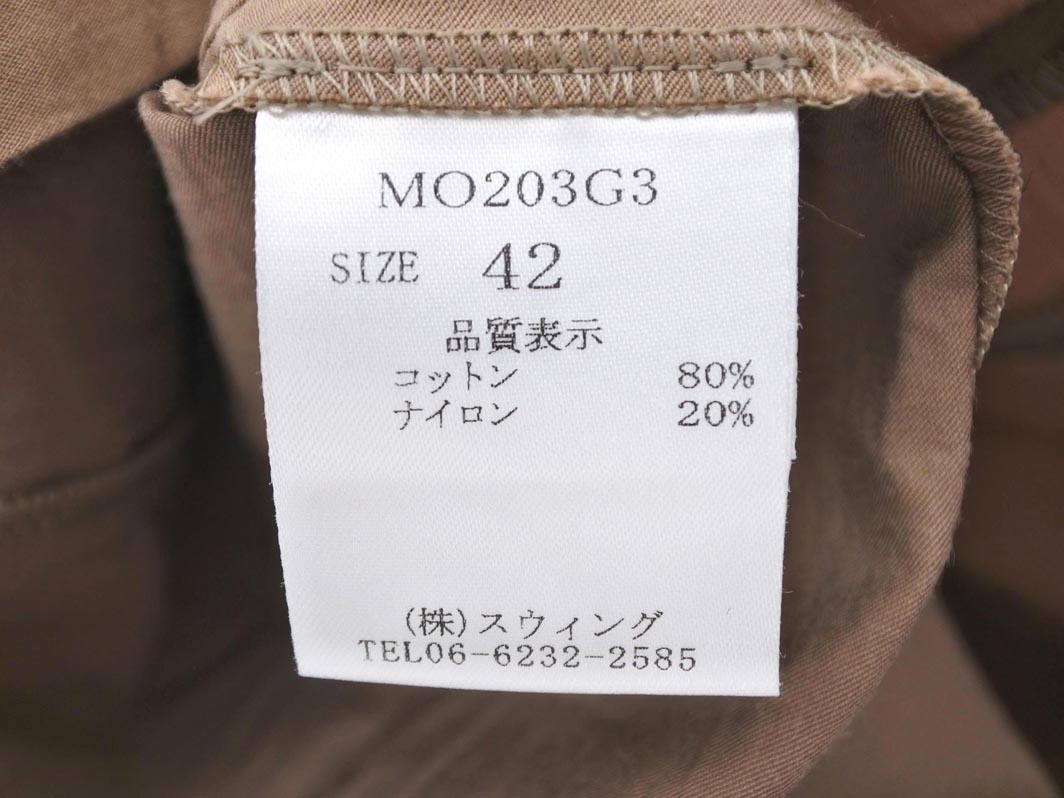 MO203G3
SIZE 42
品質表示
コットン 80%
ナイロン 20%
(株)スウィング
TEL06-6232-2585